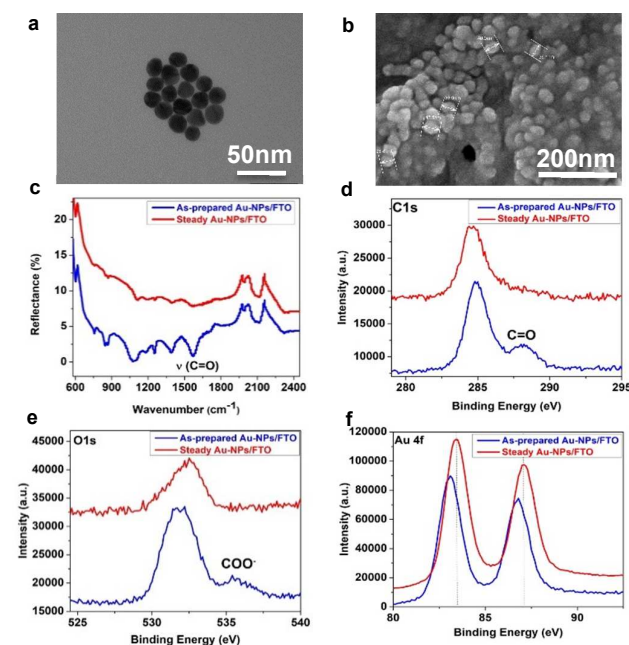 a
50nm
b
200nm
c
As-prepared Au-NPs/FTO
Steady Au-NPs/FTO
ν (C=O)
Reflectance (%)
0
5
10
15
20
600
900
1200
1500
1800
2100
2400
Wavenumber (cm⁻¹)
d
C1s
As-prepared Au-NPs/FTO
Steady Au-NPs/FTO
C=O
Intensity (a.u.)
30000
25000
20000
15000
10000
280
285
290
295
Binding Energy (eV)
e
O1s
As-prepared Au-NPs/FTO
Steady Au-NPs/FTO
COO⁻
Intensity (a.u.)
45000
40000
35000
30000
25000
20000
15000
525
530
535
540
Binding Energy (eV)
f
Au 4f
As-prepared Au-NPs/FTO
Steady Au-NPs/FTO
Intensity (a.u.)
120000
100000
80000
60000
40000
20000
0
80
85
90
Binding Energy (eV)